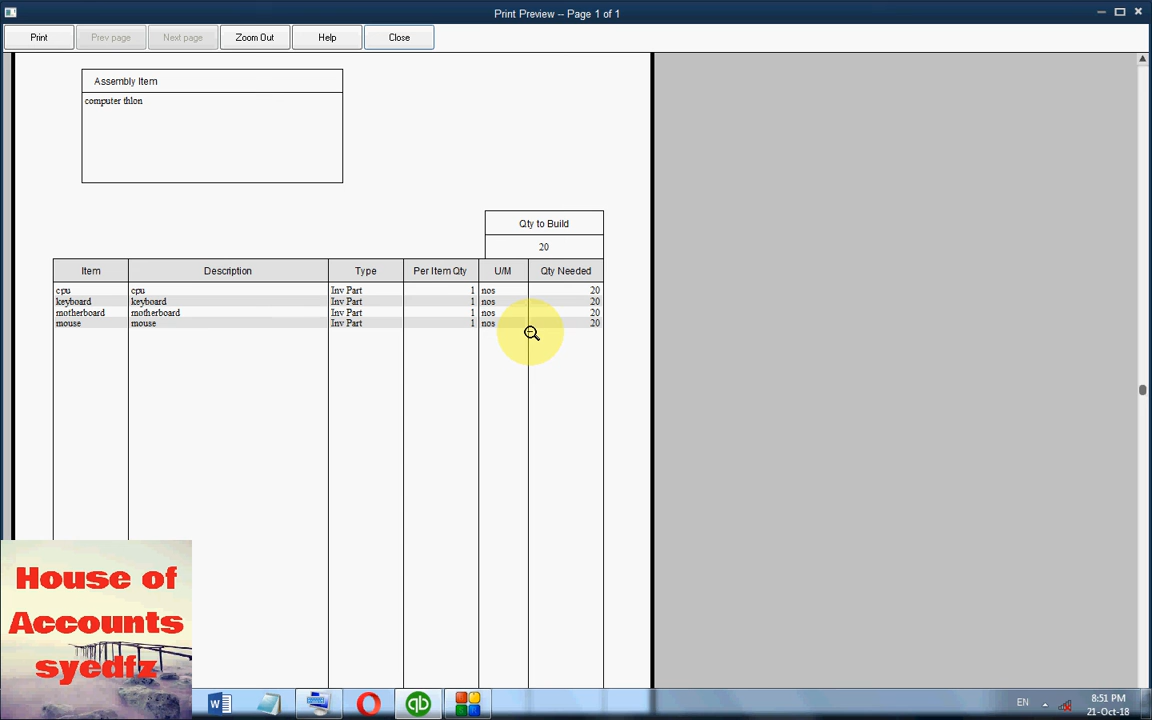 Print Preview -- Page 1 of 1
Print Prev page Next page Zoom Out Help Close
Assembly Item
computer thlon
Qty to Build
20
Item Description Type Per Item Qty U/M Qty Needed
cpu cpu Inv Part 1 nos 20
keyboard keyboard Inv Part 1 nos 20
motherboard motherboard Inv Part 1 nos 20
mouse mouse Inv Part 1 nos 20
House of
Accounts
syedfz
W qb EN 8:51 PM
21-Oct-18